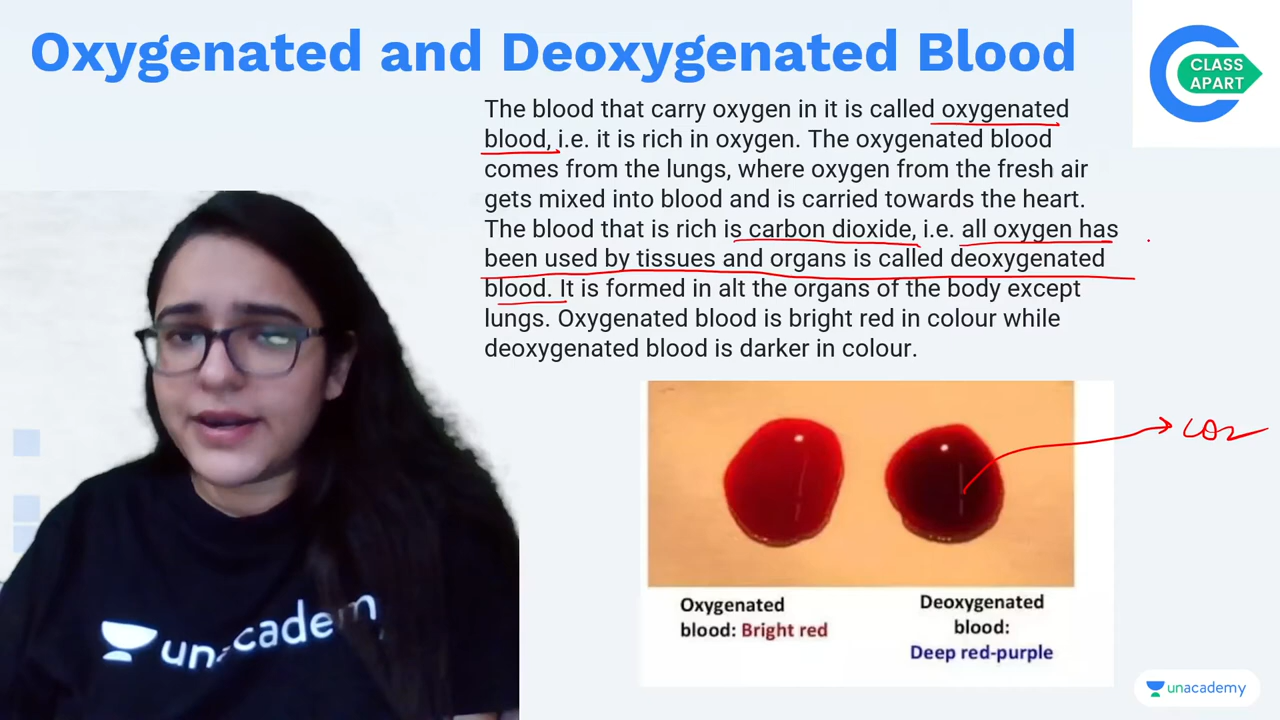 Oxygenated and Deoxygenated Blood
CLASS
APART
The blood that carry oxygen in it is called oxygenated
blood, i.e. it is rich in oxygen. The oxygenated blood
comes from the lungs, where oxygen from the fresh air
gets mixed into blood and is carried towards the heart.
The blood that is rich is carbon dioxide, i.e. all oxygen has
been used by tissues and organs is called deoxygenated
blood. It is formed in alt the organs of the body except
lungs. Oxygenated blood is bright red in colour while
deoxygenated blood is darker in colour.
CO2
Oxygenated
blood: Bright red
Deoxygenated
blood:
Deep red-purple
unacademy
unacademy